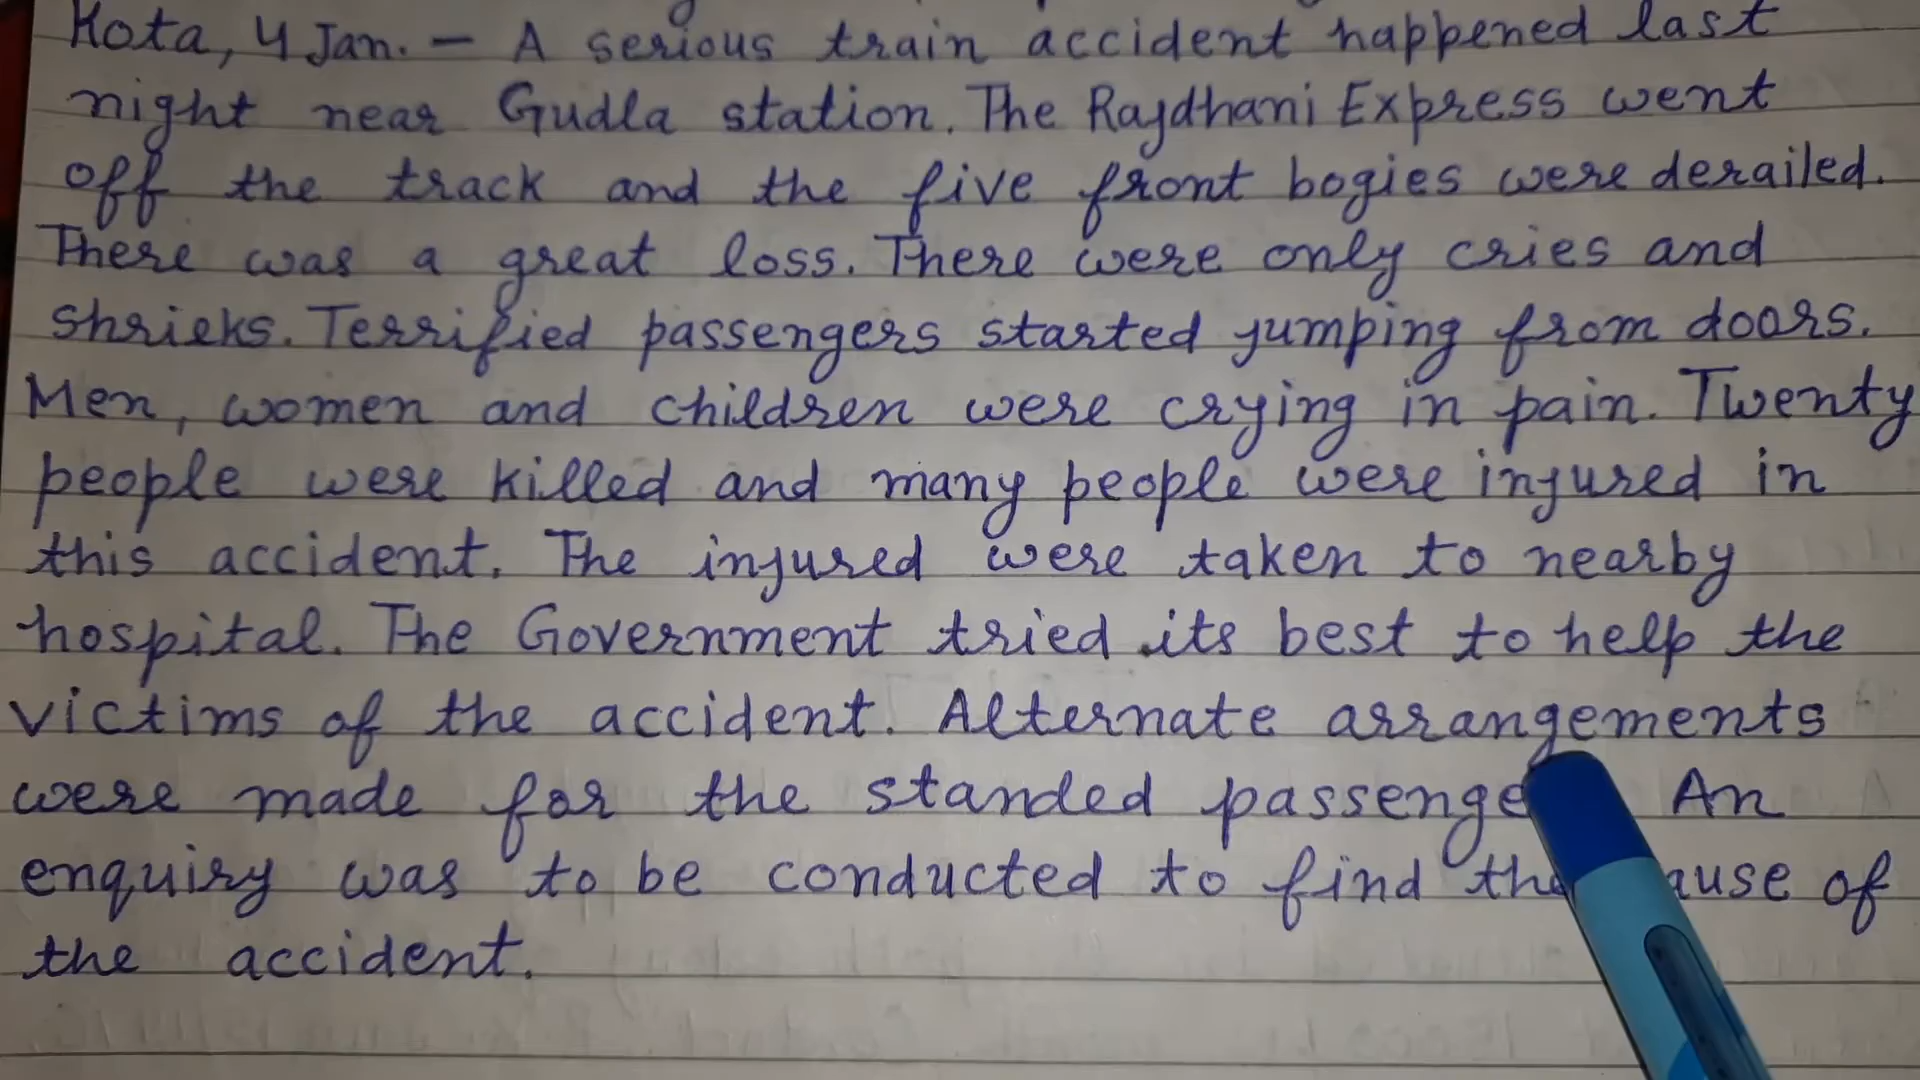 Kota, 4 Jan. – A serious train accident happened last
night near Gudla station. The Rajdhani Express went
off the track and the five front bogies were derailed.
There was a great loss. There were only cries and
shrieks. Terrified passengers started jumping from doors.
Men, women and children were crying in pain. Twenty
people were killed and many people were injured in
this accident. The injured were taken to nearby
hospital. The Government tried its best to help the
victims of the accident. Alternate arrangements
were made for the standed passenge An
enquiry was to be conducted to find the ause of
the accident.